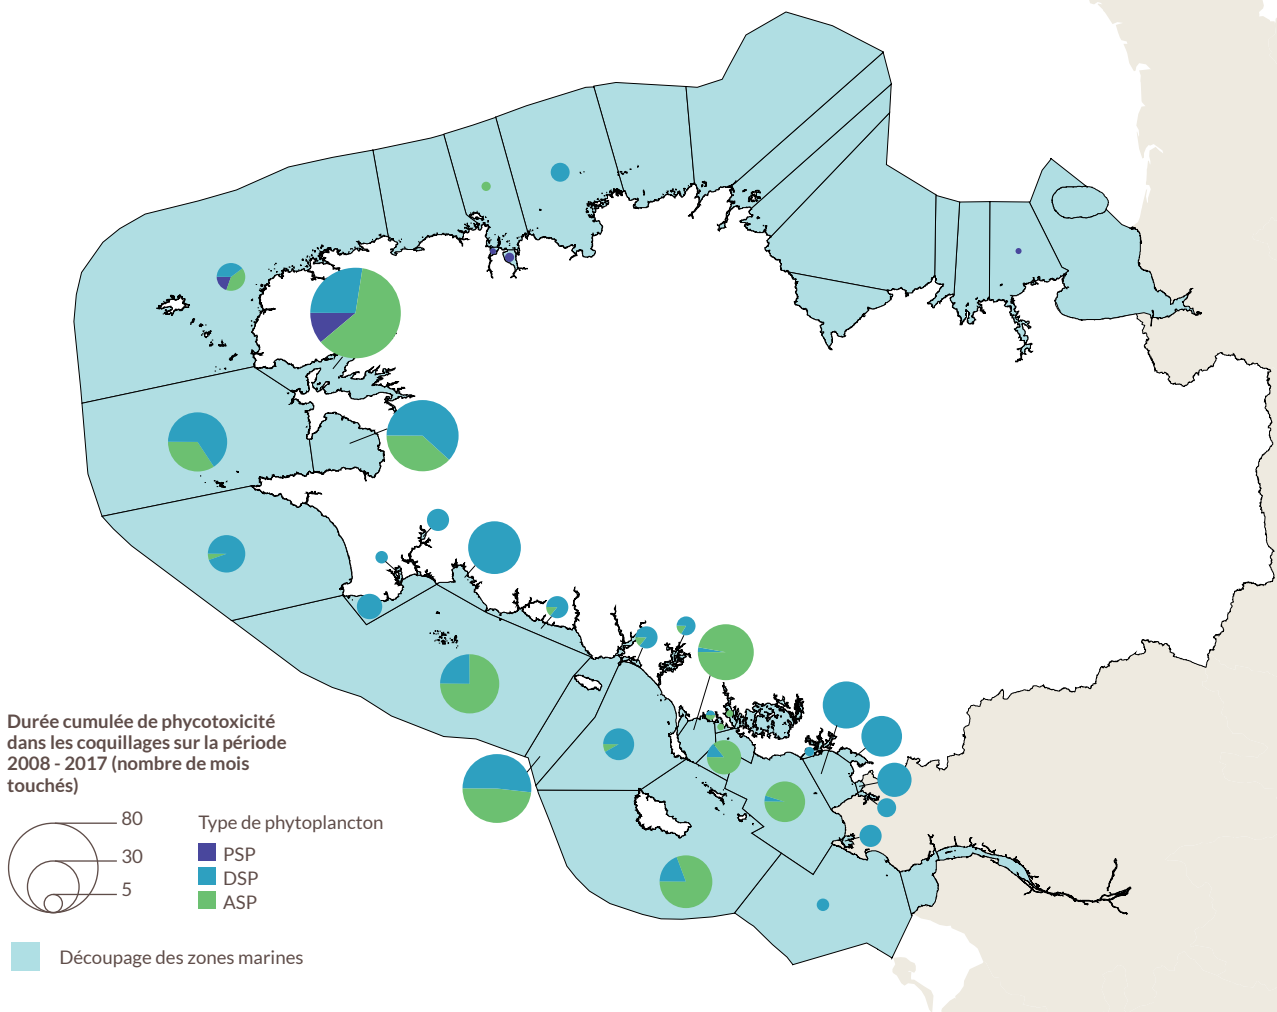 Durée cumulée de phycotoxicité
dans les coquillages sur la période
2008 - 2017 (nombre de mois
touchés)
80
30
5
Type de phytoplancton
PSP
DSP
ASP
Découpage des zones marines